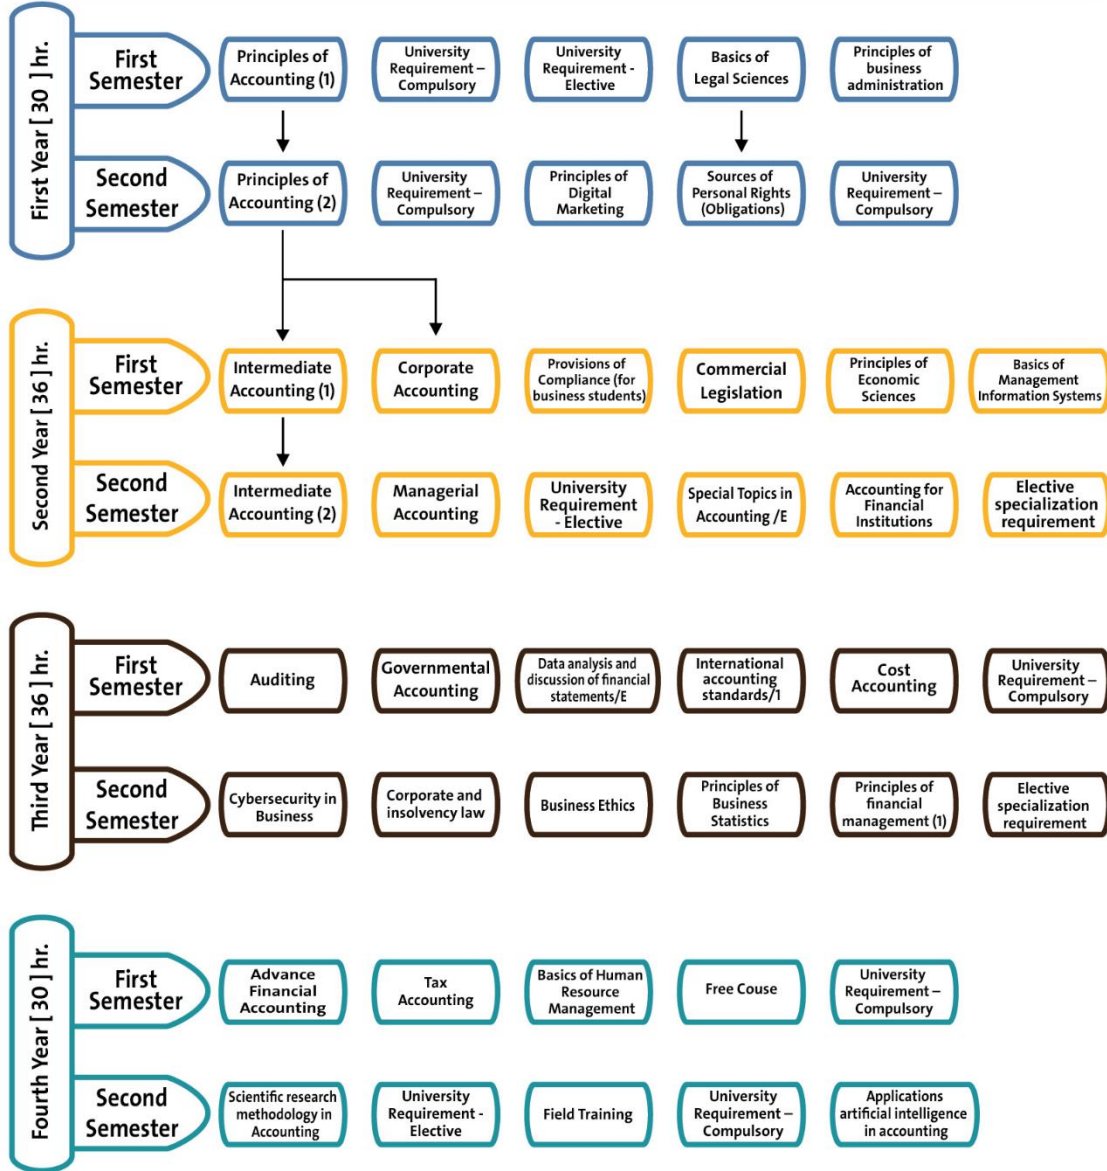 First Year [ 30 ] hr.
First
Semester
Principles of
Accounting (1)
University
Requirement –
Compulsory
University
Requirement -
Elective
Basics of
Legal Sciences
Principles of
business
administration
Second
Semester
Principles of
Accounting (2)
University
Requirement –
Compulsory
Principles of
Digital
Marketing
Sources of
Personal Rights
(Obligations)
University
Requirement –
Compulsory
Second Year [ 36 ] hr.
First
Semester
Intermediate
Accounting (1)
Corporate
Accounting
Provisions of
Compliance (for
business students)
Commercial
Legislation
Principles of
Economic
Sciences
Basics of
Management
Information Systems
Second
Semester
Intermediate
Accounting (2)
Managerial
Accounting
University
Requirement
- Elective
Special Topics in
Accounting /E
Accounting for
Financial
Institutions
Elective
specialization
requirement
Third Year [ 36 ] hr.
First
Semester
Auditing
Governmental
Accounting
Data analysis and
discussion of financial
statements/E
International
accounting
standards/1
Cost
Accounting
University
Requirement –
Compulsory
Second
Semester
Cybersecurity in
Business
Corporate and
insolvency law
Business Ethics
Principles of
Business
Statistics
Principles of
financial
management (1)
Elective
specialization
requirement
Fourth Year [ 30 ] hr.
First
Semester
Advance
Financial
Accounting
Tax
Accounting
Basics of Human
Resource
Management
Free Couse
University
Requirement –
Compulsory
Second
Semester
Scientific research
methodology in
Accounting
University
Requirement -
Elective
Field Training
University
Requirement –
Compulsory
Applications
artificial intelligence
in accounting